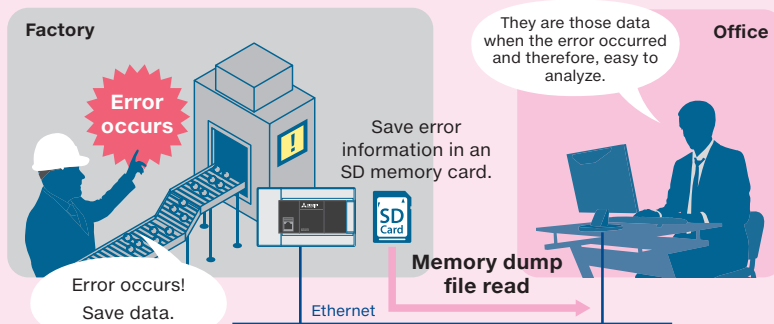 Factory
Error
occurs
!
Save error
information in an
SD memory card.
SD
Card
Error occurs!
Save data.
Ethernet
Memory dump
file read
They are those data
when the error occurred
and therefore, easy to
analyze.
Office